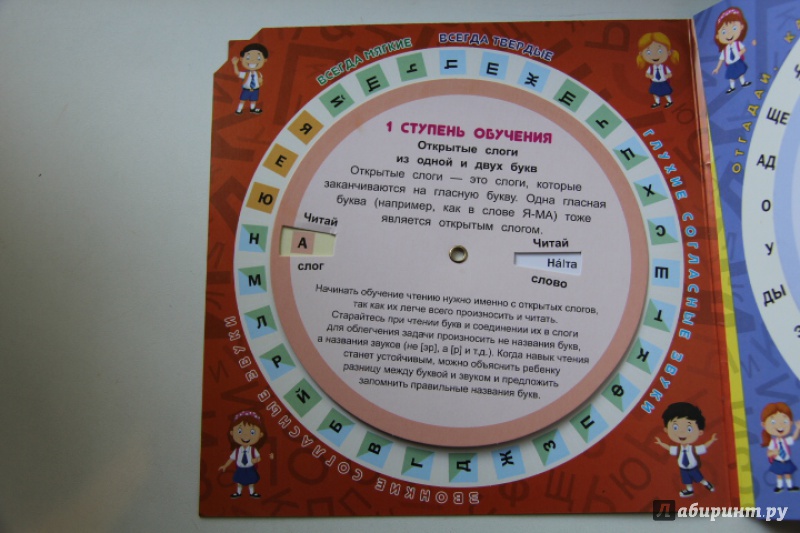 ВСЕГДА МЯГКИЕ
ВСЕГДА ТВЕРДЫЕ
ГЛУХИЕ СОГЛАСНЫЕ ЗВУКИ
ЗВОНКИЕ СОГЛАСНЫЕ ЗВУКИ
1 СТУПЕНЬ ОБУЧЕНИЯ
Открытые слоги
из одной и двух букв
Открытые слоги — это слоги, которые
заканчиваются на гласную букву. Одна гласная
буква (например, как в слове Я-МА) тоже
является открытым слогом.
Читай
А
слог
Читай
На́|та
слово
Начинать обучение чтению нужно именно с открытых слогов,
так как их легче всего произносить и читать.
Старайтесь при чтении букв и соединении их в слоги
для облегчения задачи произносить не названия букв,
а названия звуков (не [эр], а [р] и т.д.). Когда навык чтения
станет устойчивым, можно объяснить ребенку
разницу между буквой и звуком и предложить
запомнить правильные названия букв.
Ю
Е
Я
Й
Щ
Ч
Ц
Ш
Ж
Щ
Ч
Ц
Х
С
Ш
Т
К
Ф
П
З
Ж
Д
Г
В
Б
Й
Р
Л
М
Н
ОТГАДАЙ
ЩЕ
АД
О
У
ДЫ
Лабиринт.ру